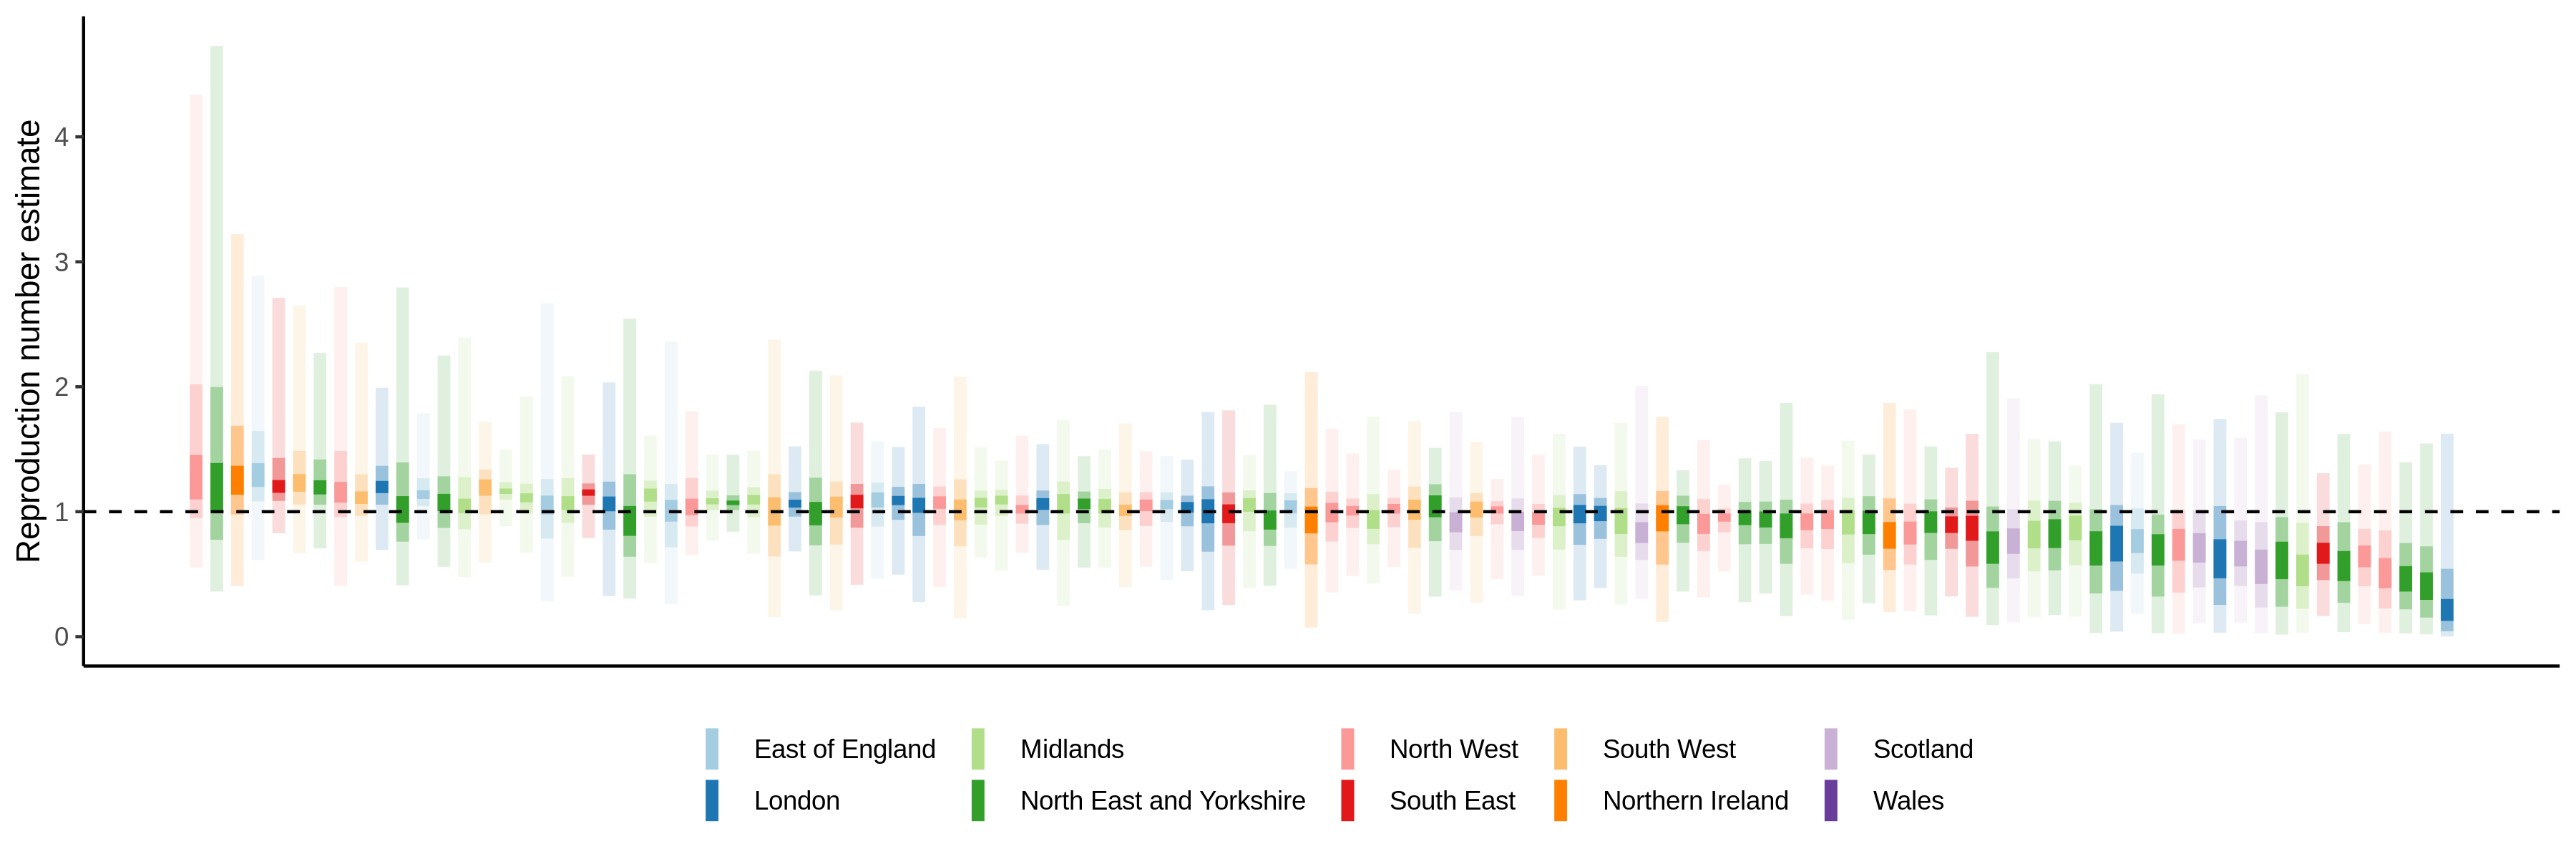 Reproduction number estimate
4
3
2
1
0
East of England
Midlands
North West
South West
Scotland
London
North East and Yorkshire
South East
Northern Ireland
Wales